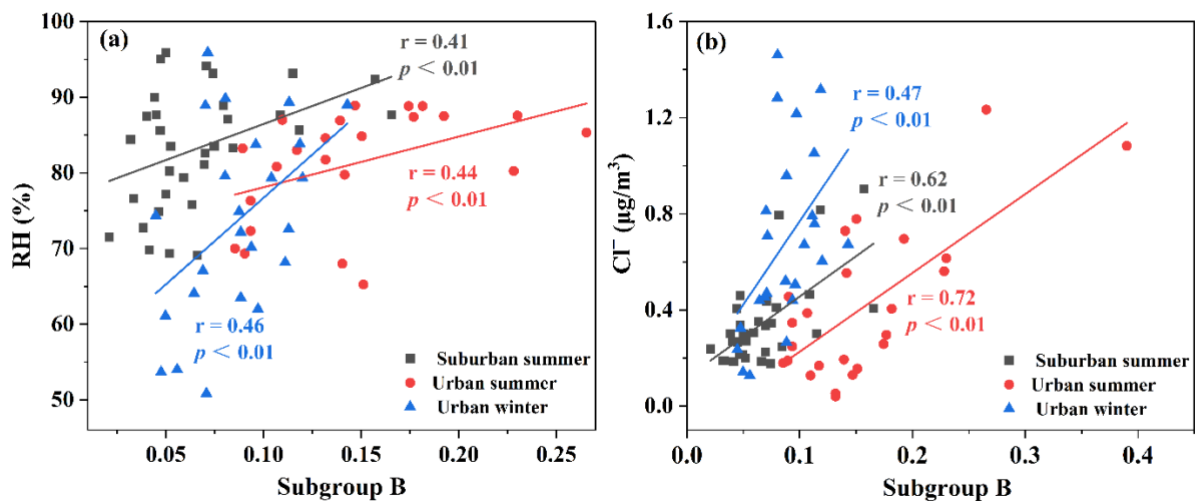 (a)
r = 0.41
p < 0.01
r = 0.44
p < 0.01
r = 0.46
p < 0.01
Suburban summer
Urban summer
Urban winter
100
90
80
70
60
50
RH (%)
0.05
0.10
0.15
0.20
0.25
Subgroup B
(b)
r = 0.47
p < 0.01
r = 0.62
p < 0.01
r = 0.72
p < 0.01
Suburban summer
Urban summer
Urban winter
1.6
1.2
0.8
0.4
0.0
Cl⁻ (μg/m³)
0.0
0.1
0.2
0.3
0.4
Subgroup B